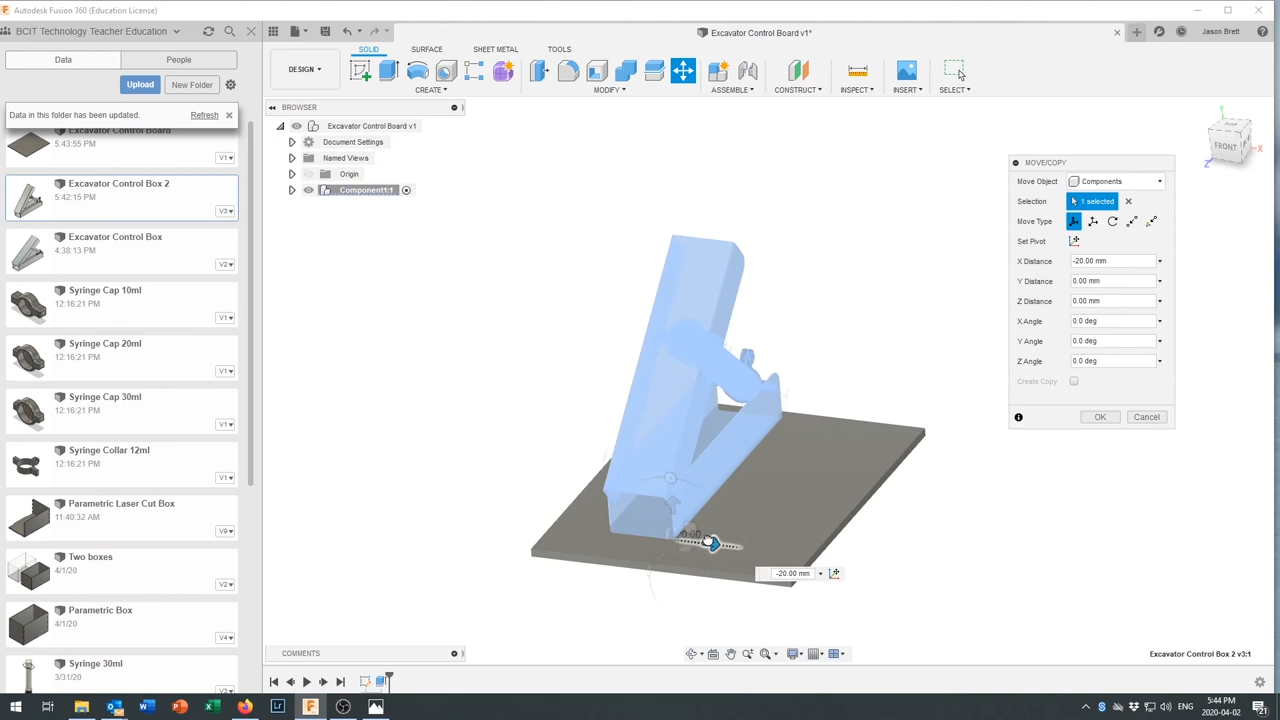 Autodesk Fusion 360 (Education License)
BCIT Technology Teacher Education
Excavator Control Board v1*
Jason Brett
Data
People
Upload
New Folder
Data in this folder has been updated.
Refresh
Excavator Control Board
5:43:55 PM
V1
Excavator Control Box 2
5:42:15 PM
V3
Excavator Control Box
4:38:13 PM
V2
Syringe Cap 10ml
12:16:21 PM
V1
Syringe Cap 20ml
12:16:21 PM
V1
Syringe Cap 30ml
12:16:21 PM
V1
Syringe Collar 12ml
12:16:21 PM
V1
Parametric Laser Cut Box
11:40:32 AM
V9
Two boxes
4/1/20
V2
Parametric Box
4/1/20
V4
Syringe 30ml
3/31/20
DESIGN
SOLID
SURFACE
SHEET METAL
TOOLS
CREATE
MODIFY
ASSEMBLE
CONSTRUCT
INSPECT
INSERT
SELECT
BROWSER
Excavator Control Board v1
Document Settings
Named Views
Origin
Component1:1
Y
FRONT
X
Z
MOVE/COPY
Move Object
Components
Selection
1 selected
Move Type
Set Pivot
X Distance
-20.00 mm
Y Distance
0.00 mm
Z Distance
0.00 mm
X Angle
0.0 deg
Y Angle
0.0 deg
Z Angle
0.0 deg
Create Copy
OK
Cancel
-20.00 mm
COMMENTS
Excavator Control Box 2 v3:1
ENG
5:44 PM
2020-04-02
21